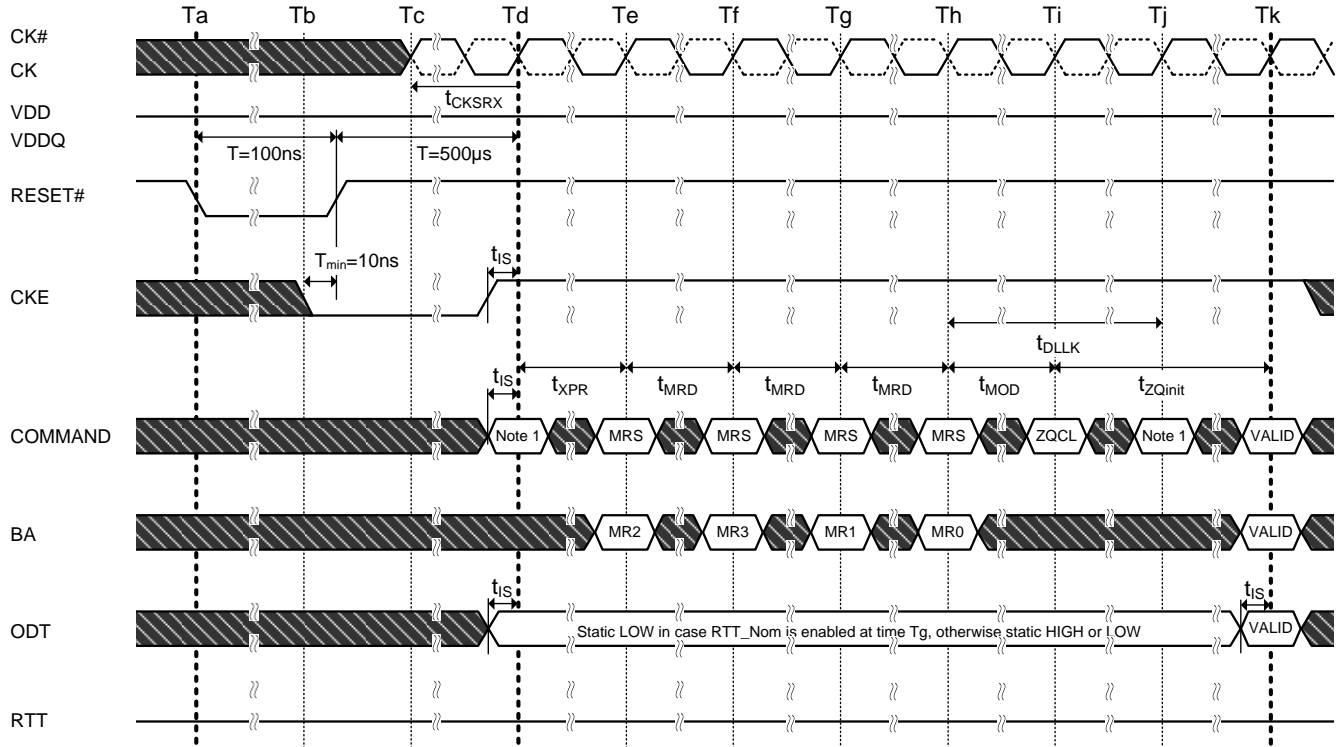 Ta Tb Tc Td Te Tf Tg Th Ti Tj Tk
CK#
CK
tCKSRX
VDD
VDDQ
T=100ns T=500µs
RESET#
Tmin=10ns tIS
CKE
tDLLK
tIS tXPR tMRD tMRD tMRD tMOD tZQinit
COMMAND Note 1 MRS MRS MRS MRS ZQCL Note 1 VALID
BA MR2 MR3 MR1 MR0 VALID
tIS tIS
ODT Static LOW in case RTT_Nom is enabled at time Tg, otherwise static HIGH or LOW VALID
RTT